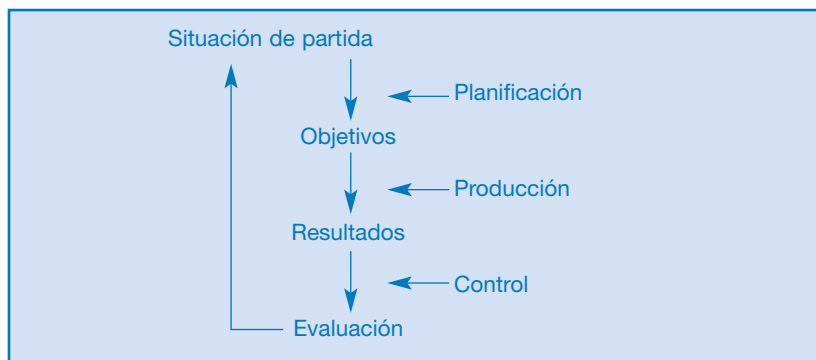 Situación de partida
Planificación
Objetivos
Producción
Resultados
Control
Evaluación